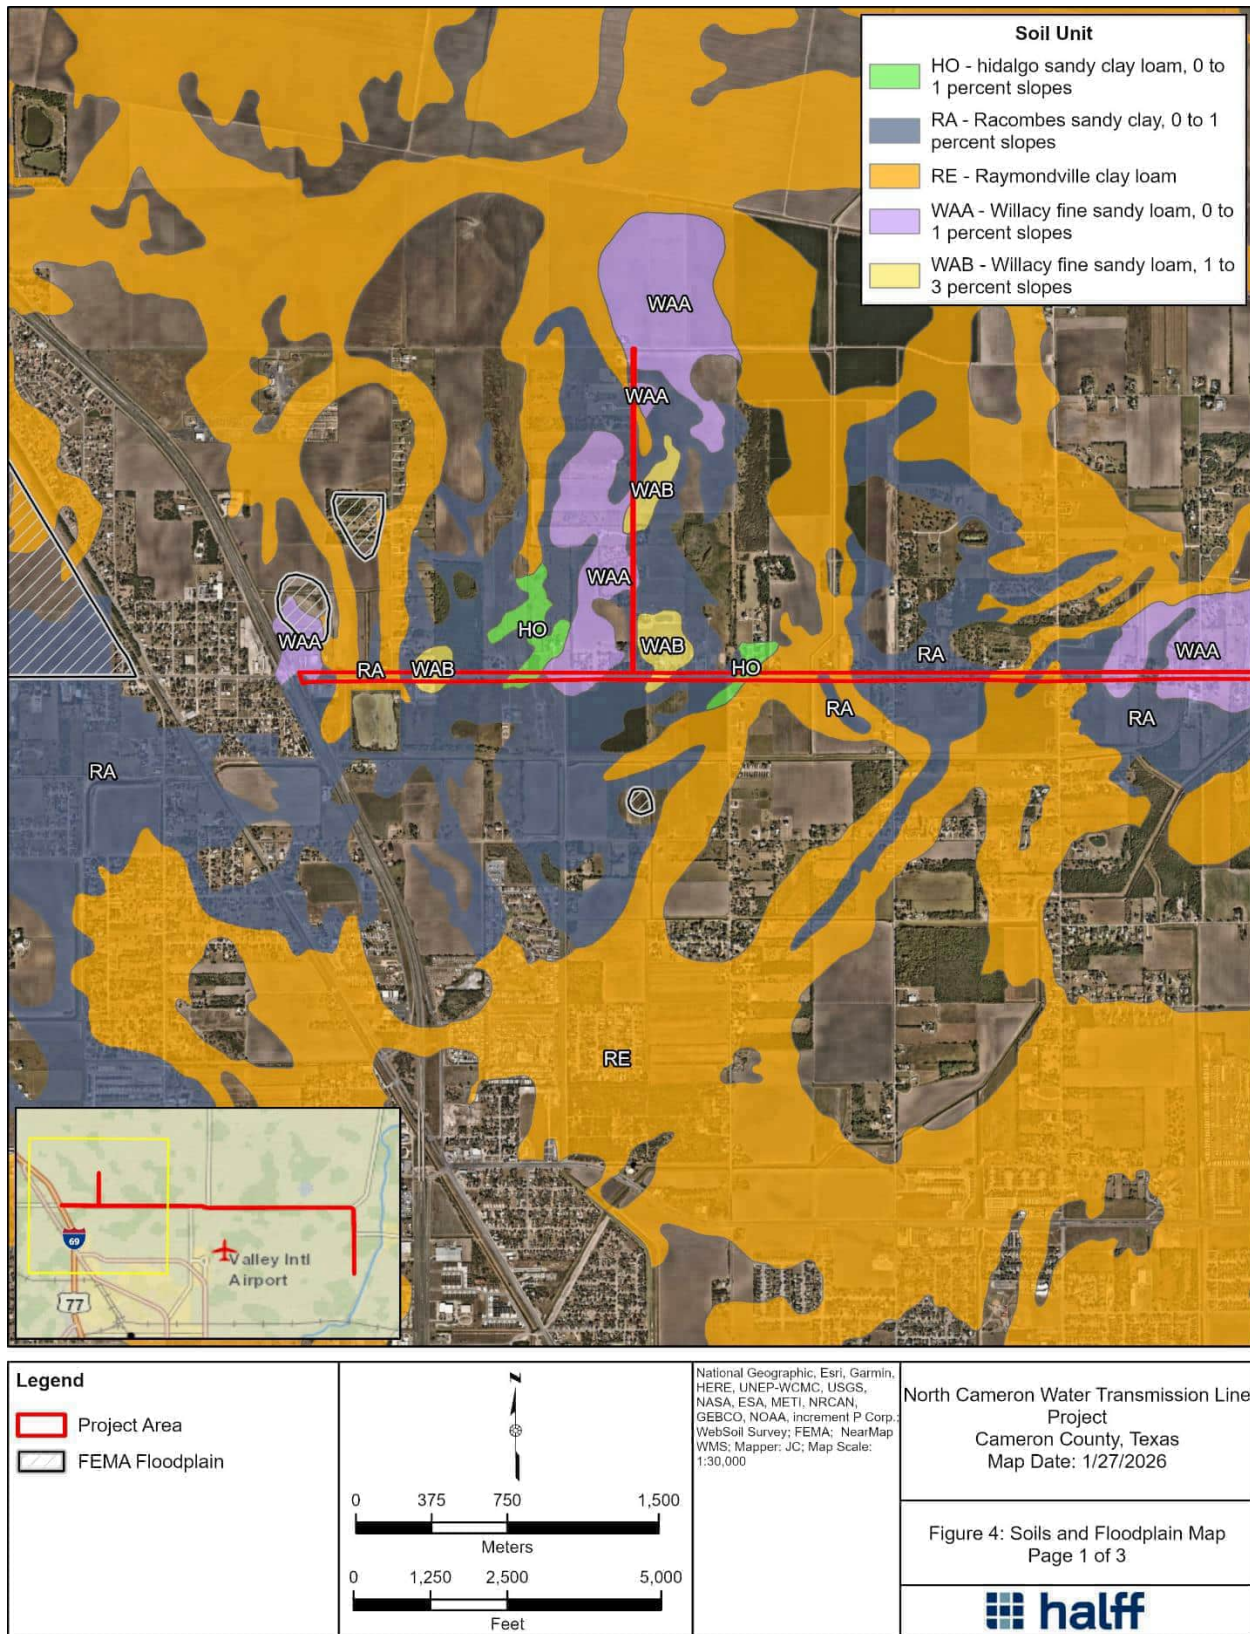 Soil Unit
HO - hidalgo sandy clay loam, 0 to
1 percent slopes
RA - Racombes sandy clay, 0 to 1
percent slopes
RE - Raymondville clay loam
WAA - Willacy fine sandy loam, 0 to
1 percent slopes
WAB - Willacy fine sandy loam, 1 to
3 percent slopes
WAA
WAA
WAB
WAA
HO
WAA
RA
WAB
WAB
HO
RA
WAA
RA
RA
RA
RE
69
Valley Intl
Airport
77
Legend
Project Area
FEMA Floodplain
N
0 375 750 1,500
Meters
0 1,250 2,500 5,000
Feet
National Geographic, Esri, Garmin,
HERE, UNEP-WCMC, USGS,
NASA, ESA, METI, NRCAN,
GEBCO, NOAA, increment P Corp.;
WebSoil Survey; FEMA; NearMap
WMS; Mapper: JC; Map Scale:
1:30,000
North Cameron Water Transmission Line
Project
Cameron County, Texas
Map Date: 1/27/2026
Figure 4: Soils and Floodplain Map
Page 1 of 3
halff